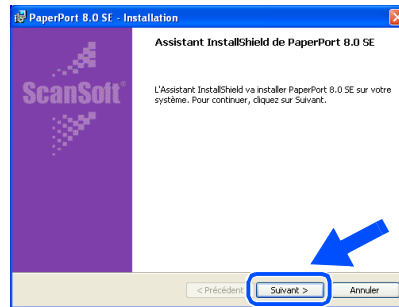 PaperPort 8.0 SE - Installation
Assistant InstallShield de PaperPort 8.0 SE
ScanSoft®
L'Assistant InstallShield va installer PaperPort 8.0 SE sur votre
système. Pour continuer, cliquez sur Suivant.
< Précédent Suivant > Annuler